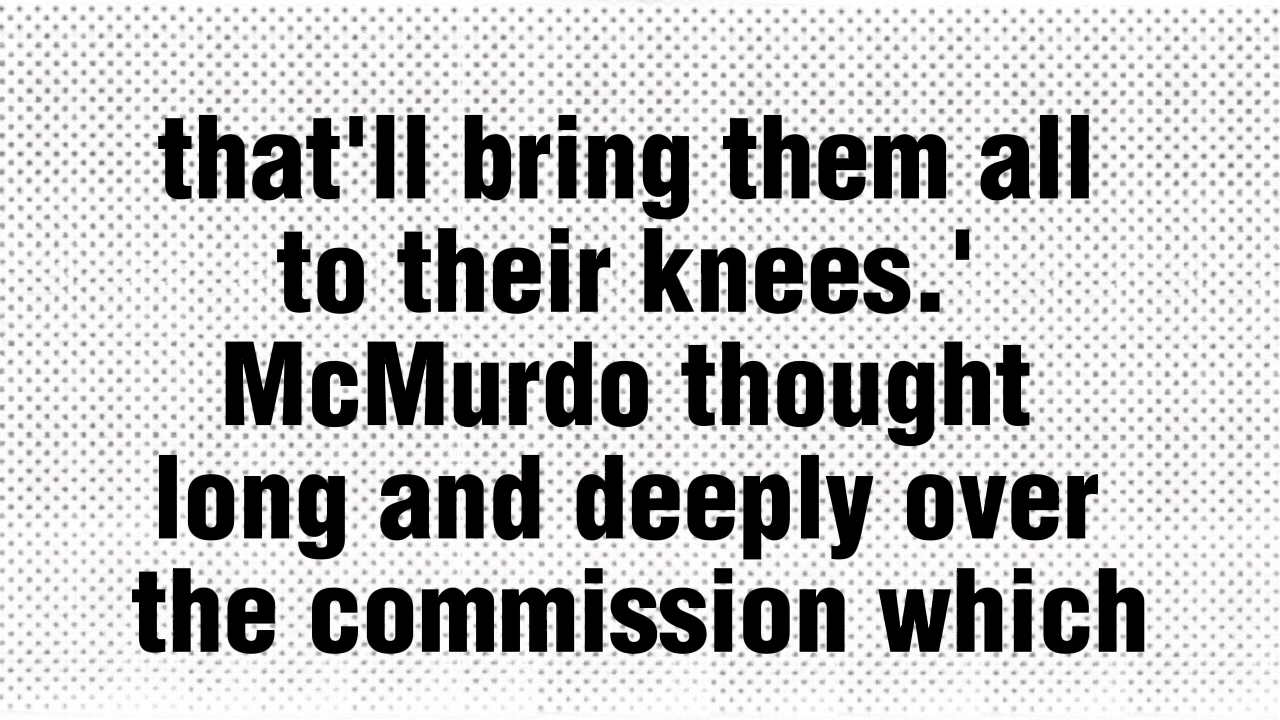 that'll bring them all
to their knees.'
McMurdo thought
long and deeply over
the commission which